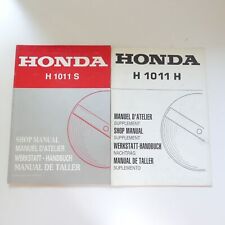 HONDA
H 1011 S
SHOP MANUAL
MANUEL D'ATELIER
WERKSTATT-HANDBUCH
MANUAL DE TALLER
HONDA
H 1011 H
MANUEL D'ATELIER
SUPPLEMENT
SHOP MANUAL
SUPPLEMENT
WERKSTATT-HANDBUCH
NACHTRAG
MANUAL DE TALLER
SUPLEMENTO